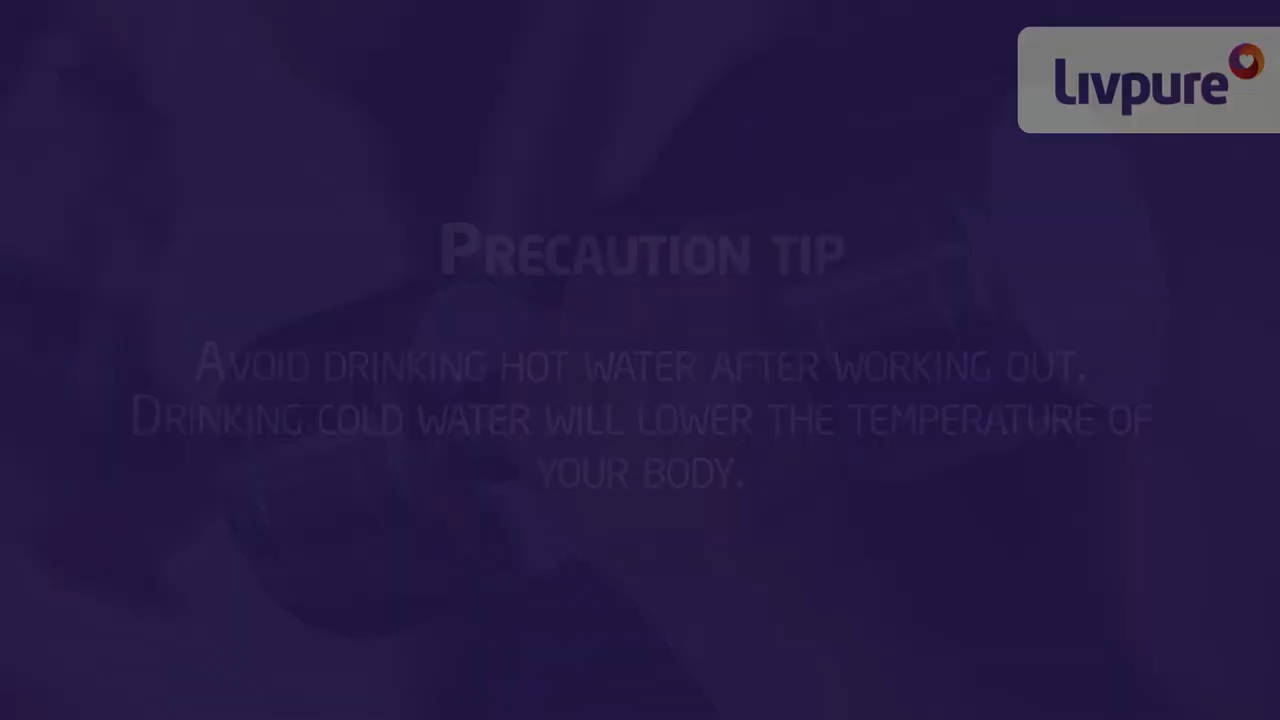 Livpure
Precaution tip
Avoid drinking hot water after working out.
Drinking cold water will lower the temperature of
your body.